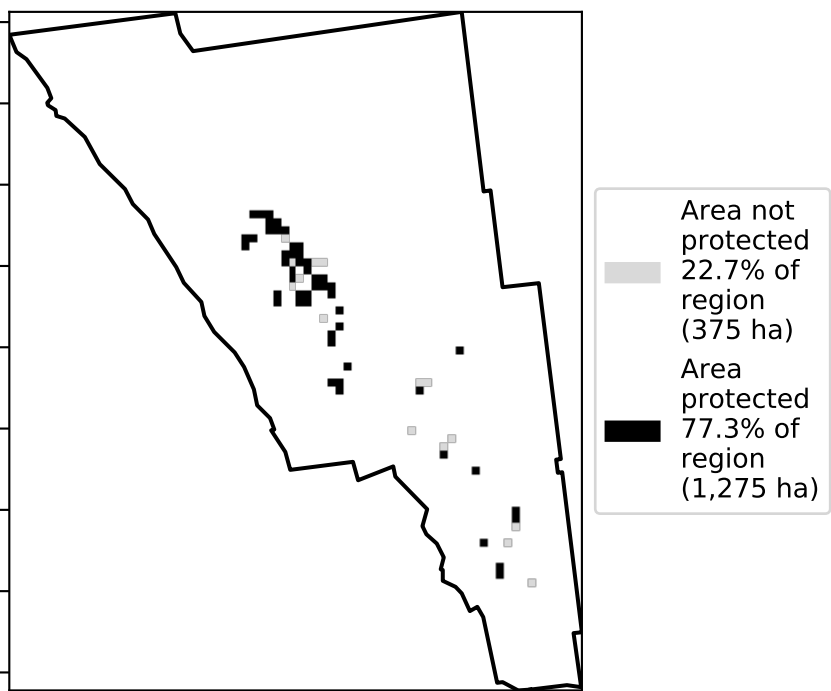 Area not
protected
22.7% of
region
(375 ha)
Area
protected
77.3% of
region
(1,275 ha)